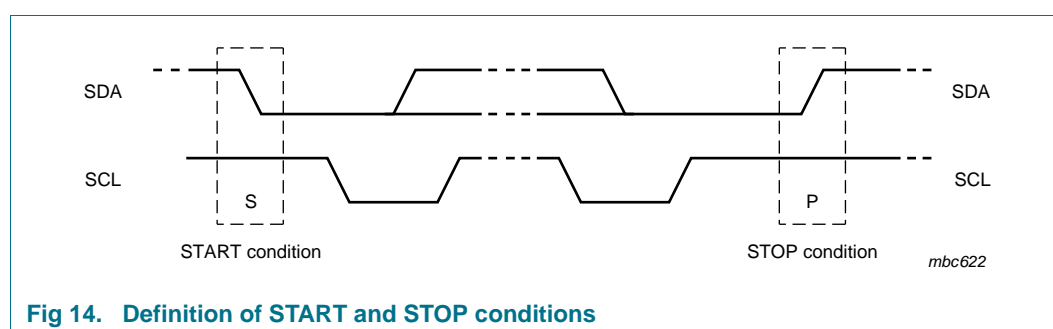 SDA
SDA
SCL
SCL
S
P
START condition
STOP condition
mbc622
Fig 14. Definition of START and STOP conditions